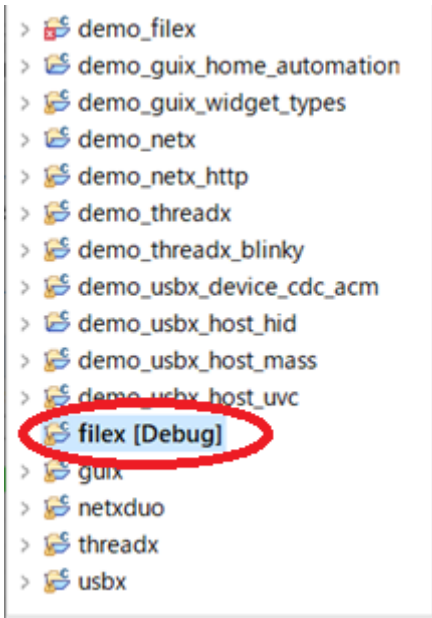 demo_filex
demo_guix_home_automation
demo_guix_widget_types
demo_netx
demo_netx_http
demo_threadx
demo_threadx_blinky
demo_usbx_device_cdc_acm
demo_usbx_host_hid
demo_usbx_host_mass
demo_usbx_host_uvc
filex [Debug]
guix
netxduo
threadx
usbx